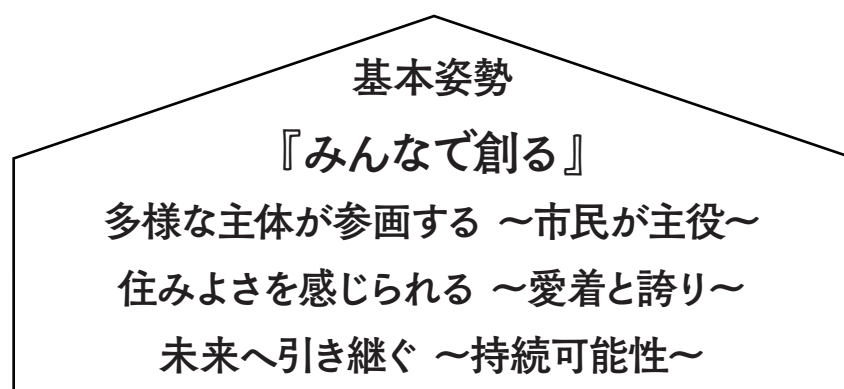 基本姿勢
『みんなで創る』
多様な主体が参画する ～市民が主役～
住みよさを感じられる ～愛着と誇り～
未来へ引き継ぐ ～持続可能性～